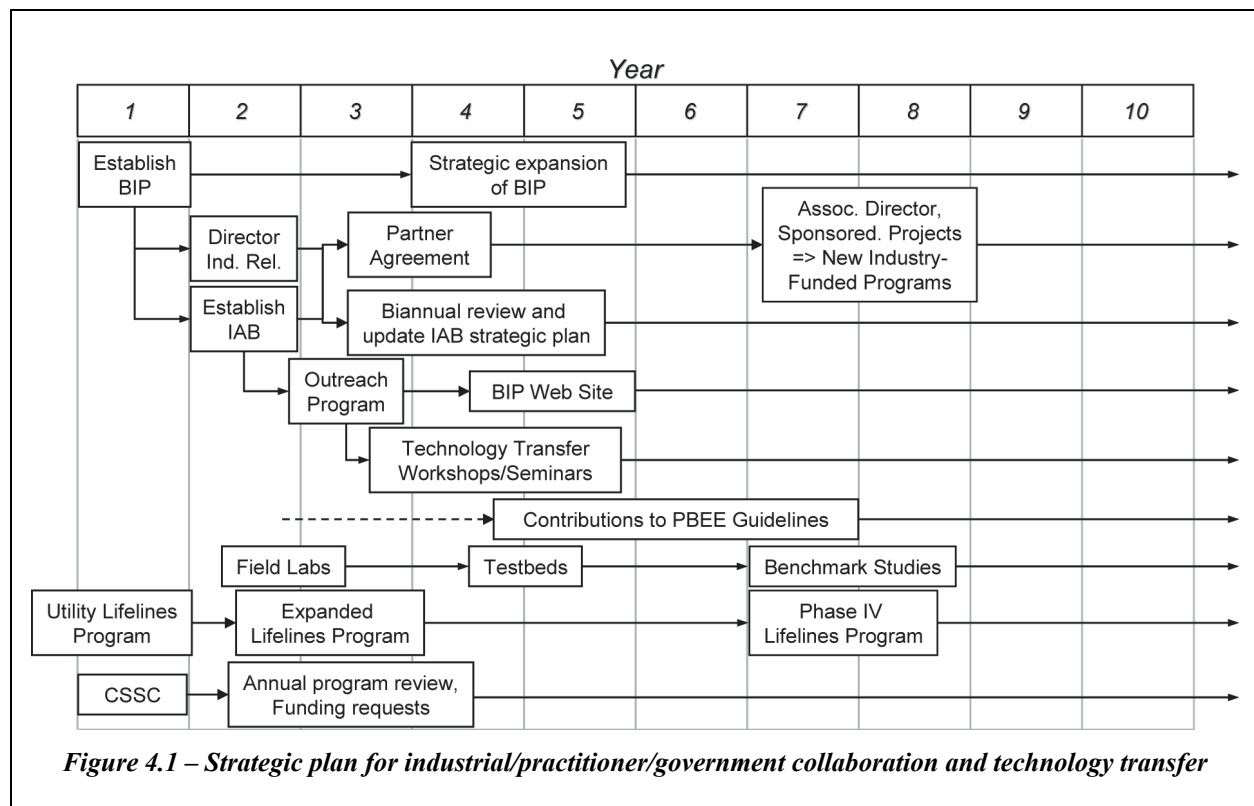 Year
1 2 3 4 5 6 7 8 9 10
Establish
BIP
Strategic expansion
of BIP
Director
Ind. Rel.
Partner
Agreement
Assoc. Director,
Sponsored. Projects
=> New Industry-
Funded Programs
Establish
IAB
Biannual review and
update IAB strategic plan
Outreach
Program
BIP Web Site
Technology Transfer
Workshops/Seminars
Contributions to PBEE Guidelines
Field Labs
Testbeds
Benchmark Studies
Utility Lifelines
Program
Expanded
Lifelines Program
Phase IV
Lifelines Program
CSSC
Annual program review,
Funding requests
Figure 4.1 – Strategic plan for industrial/practitioner/government collaboration and technology transfer